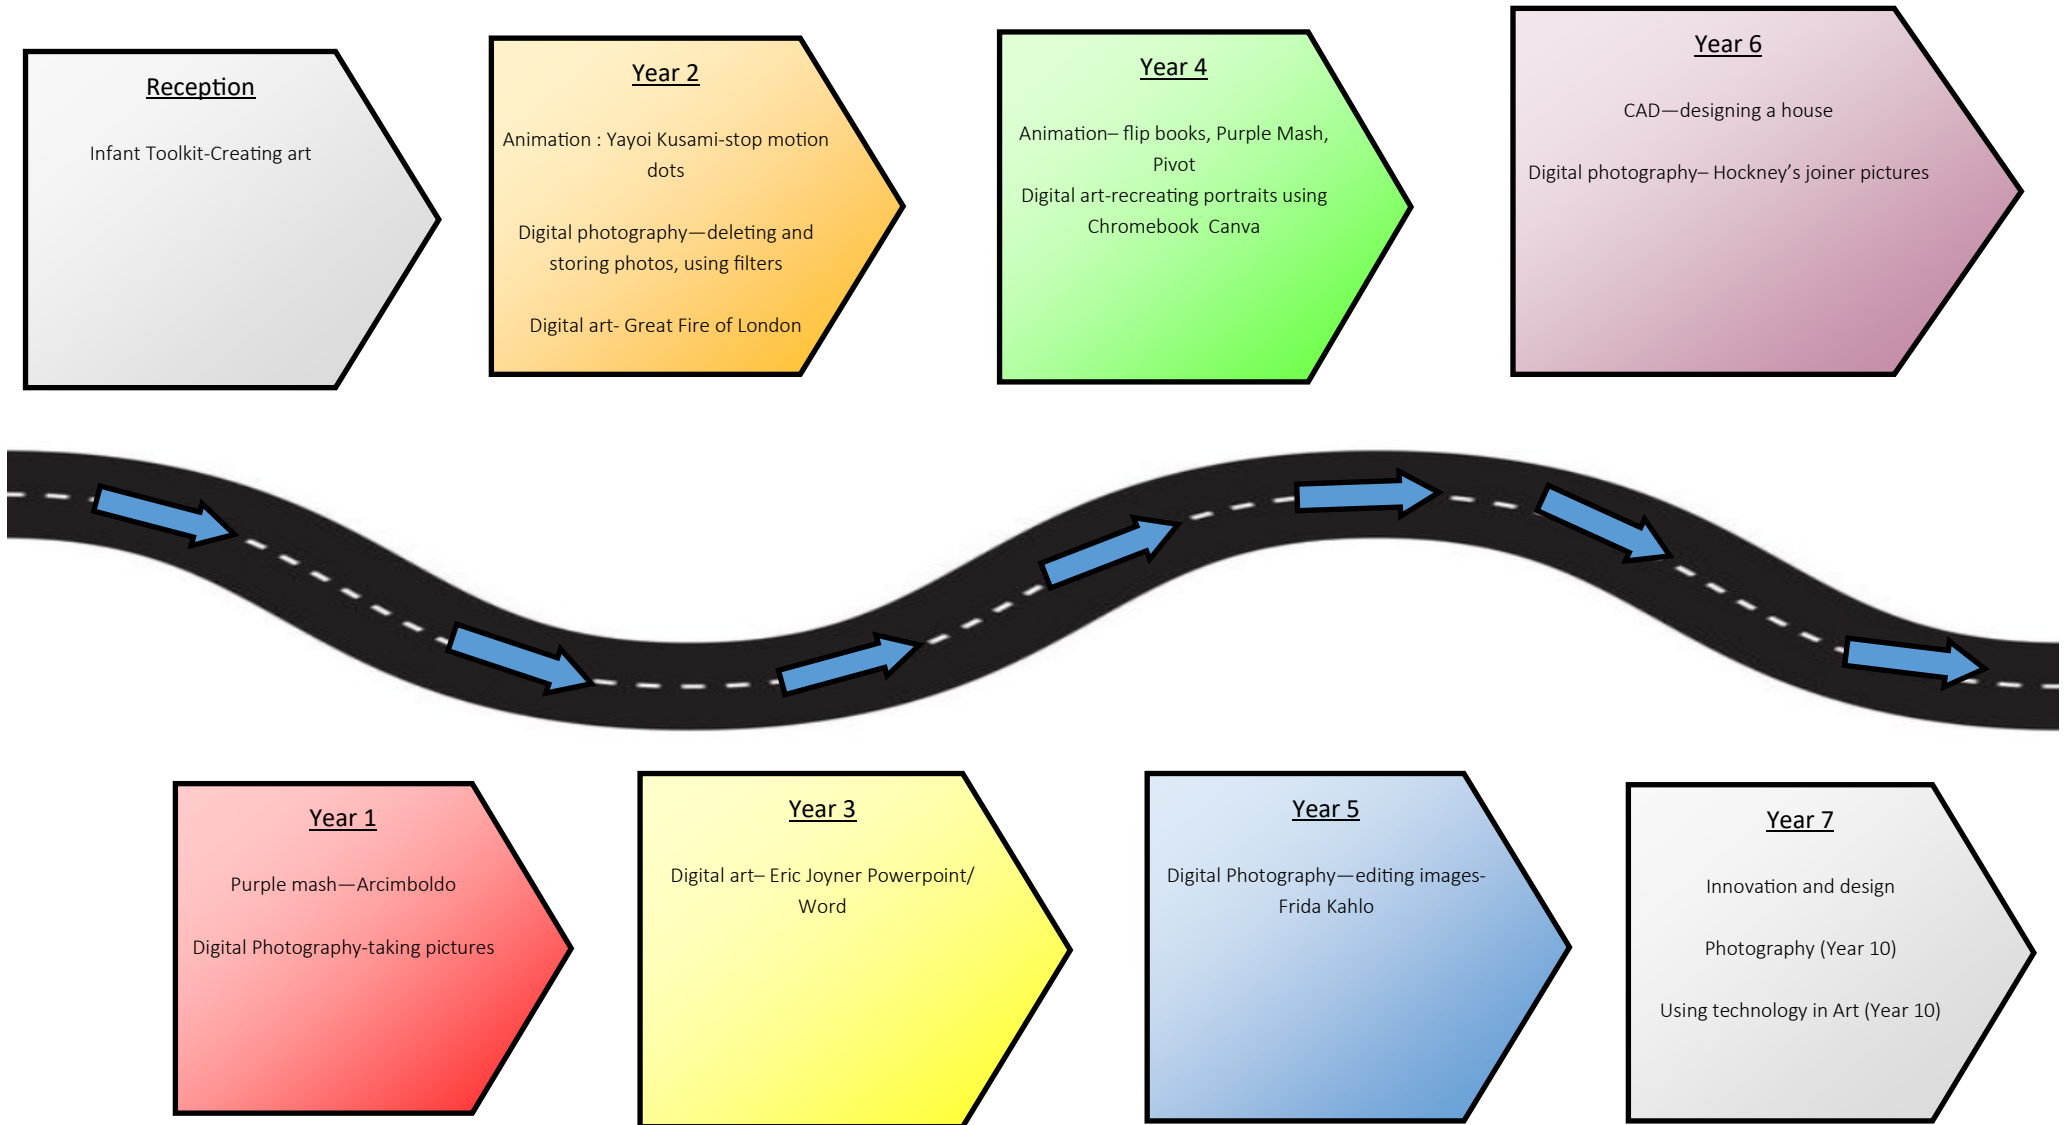 Reception
Infant Toolkit-Creating art
Year 2
Animation : Yayoi Kusami-stop motion
dots
Digital photography—deleting and
storing photos, using filters
Digital art- Great Fire of London
Year 4
Animation– flip books, Purple Mash,
Pivot
Digital art-recreating portraits using
Chromebook  Canva
Year 6
CAD—designing a house
Digital photography– Hockney’s joiner pictures
Year 1
Purple mash—Arcimboldo
Digital Photography-taking pictures
Year 3
Digital art– Eric Joyner Powerpoint/
Word
Year 5
Digital Photography—editing images-
Frida Kahlo
Year 7
Innovation and design
Photography (Year 10)
Using technology in Art (Year 10)